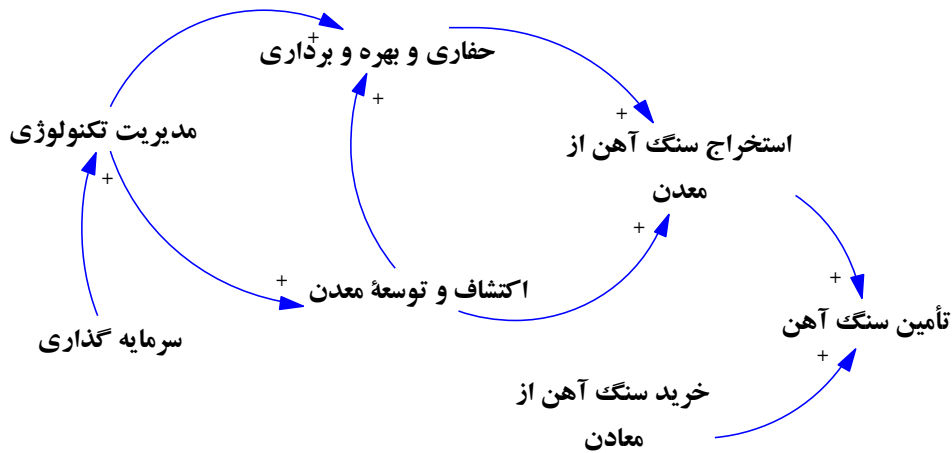 حفاری و بهره و برداری
+
+
مدیریت تکنولوژی
+
استخراج سنگ آهن از
معدن
+
+
+
اکتشاف و توسعۀ معدن
+
سرمایه گذاری
تأمین سنگ آهن
+
+
خرید سنگ آهن از
معادن